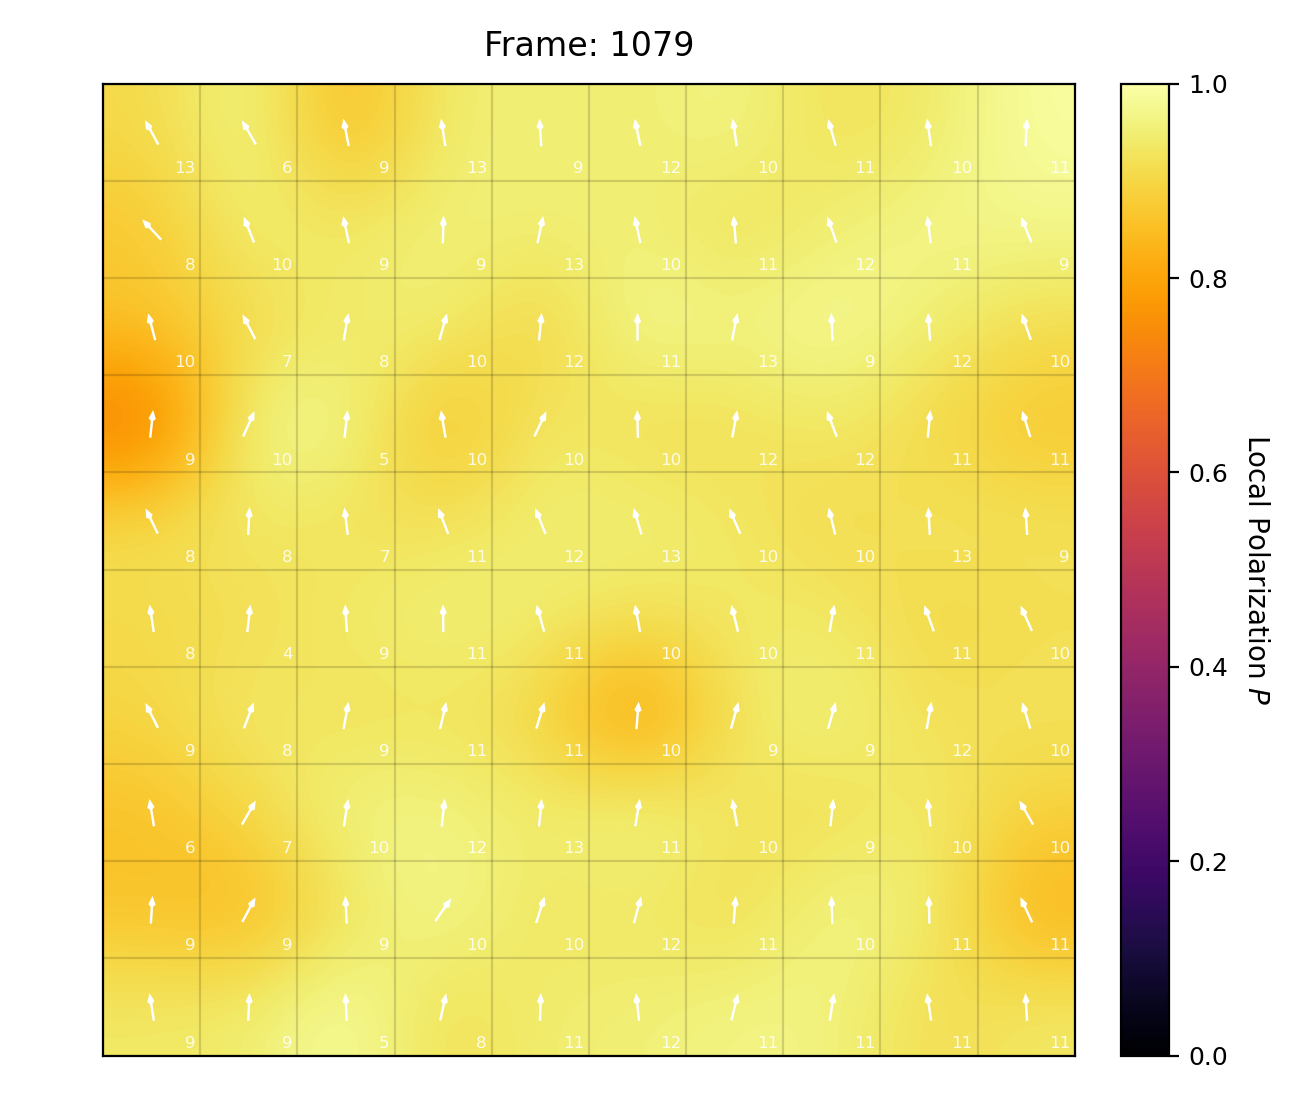 Frame: 1079
13 6 9 13 9 12 10 11 10 11
8 10 9 9 13 10 11 12 11 9
10 7 8 10 12 11 13 9 12 10
9 10 5 10 10 10 12 12 11 11
8 8 7 11 12 13 10 10 13 9
8 4 9 11 11 10 10 11 11 10
9 8 9 11 11 10 9 9 12 10
6 7 10 12 13 11 10 9 10 10
9 9 9 10 10 12 11 10 11 11
9 9 5 8 11 12 11 11 11 11
1.0
0.8
0.6
0.4
0.2
0.0
Local Polarization P